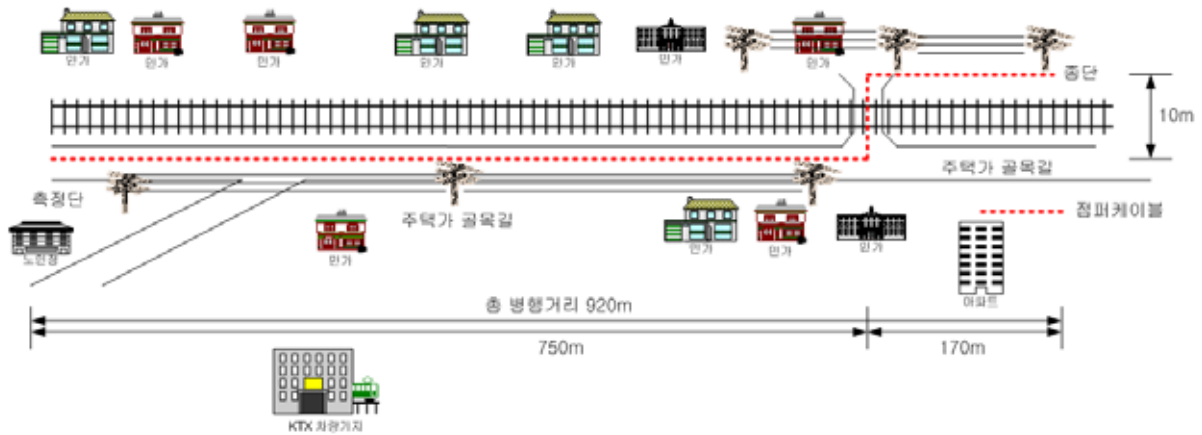 민가
민가
민가
민가
민가
민가
민가
종단
10m
주택가 골목길
측정단
주택가 골목길
점퍼케이블
노인정
민가
민가
민가
민가
아파트
총 병행거리 920m
750m
170m
KTX 차량기지